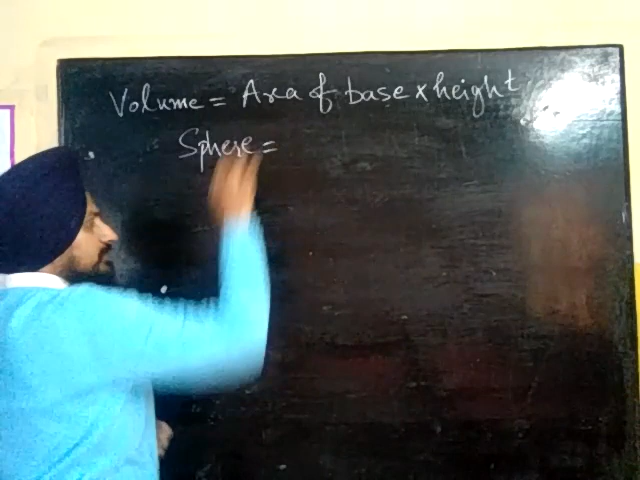 Volume = Area of base × height
Sphere =